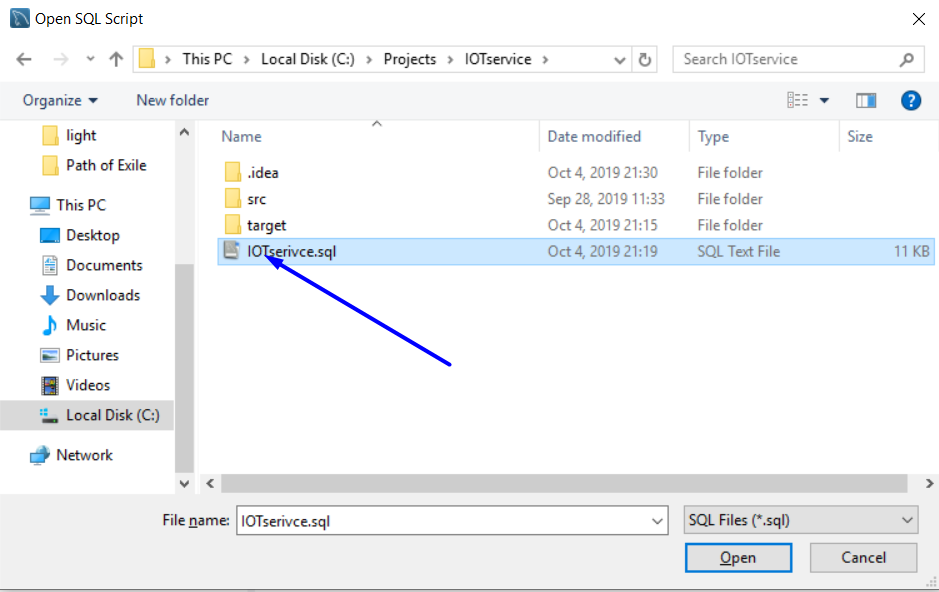 Open SQL Script
This PC > Local Disk (C:) > Projects > IOTservice >
Search IOTservice
Organize
New folder
light
Path of Exile
This PC
Desktop
Documents
Downloads
Music
Pictures
Videos
Local Disk (C:)
Network
Name Date modified Type Size
.idea Oct 4, 2019 21:30 File folder
src Sep 28, 2019 11:33 File folder
target Oct 4, 2019 21:15 File folder
IOTserivce.sql Oct 4, 2019 21:19 SQL Text File 11 KB
File name: IOTserivce.sql SQL Files (*.sql)
Open Cancel